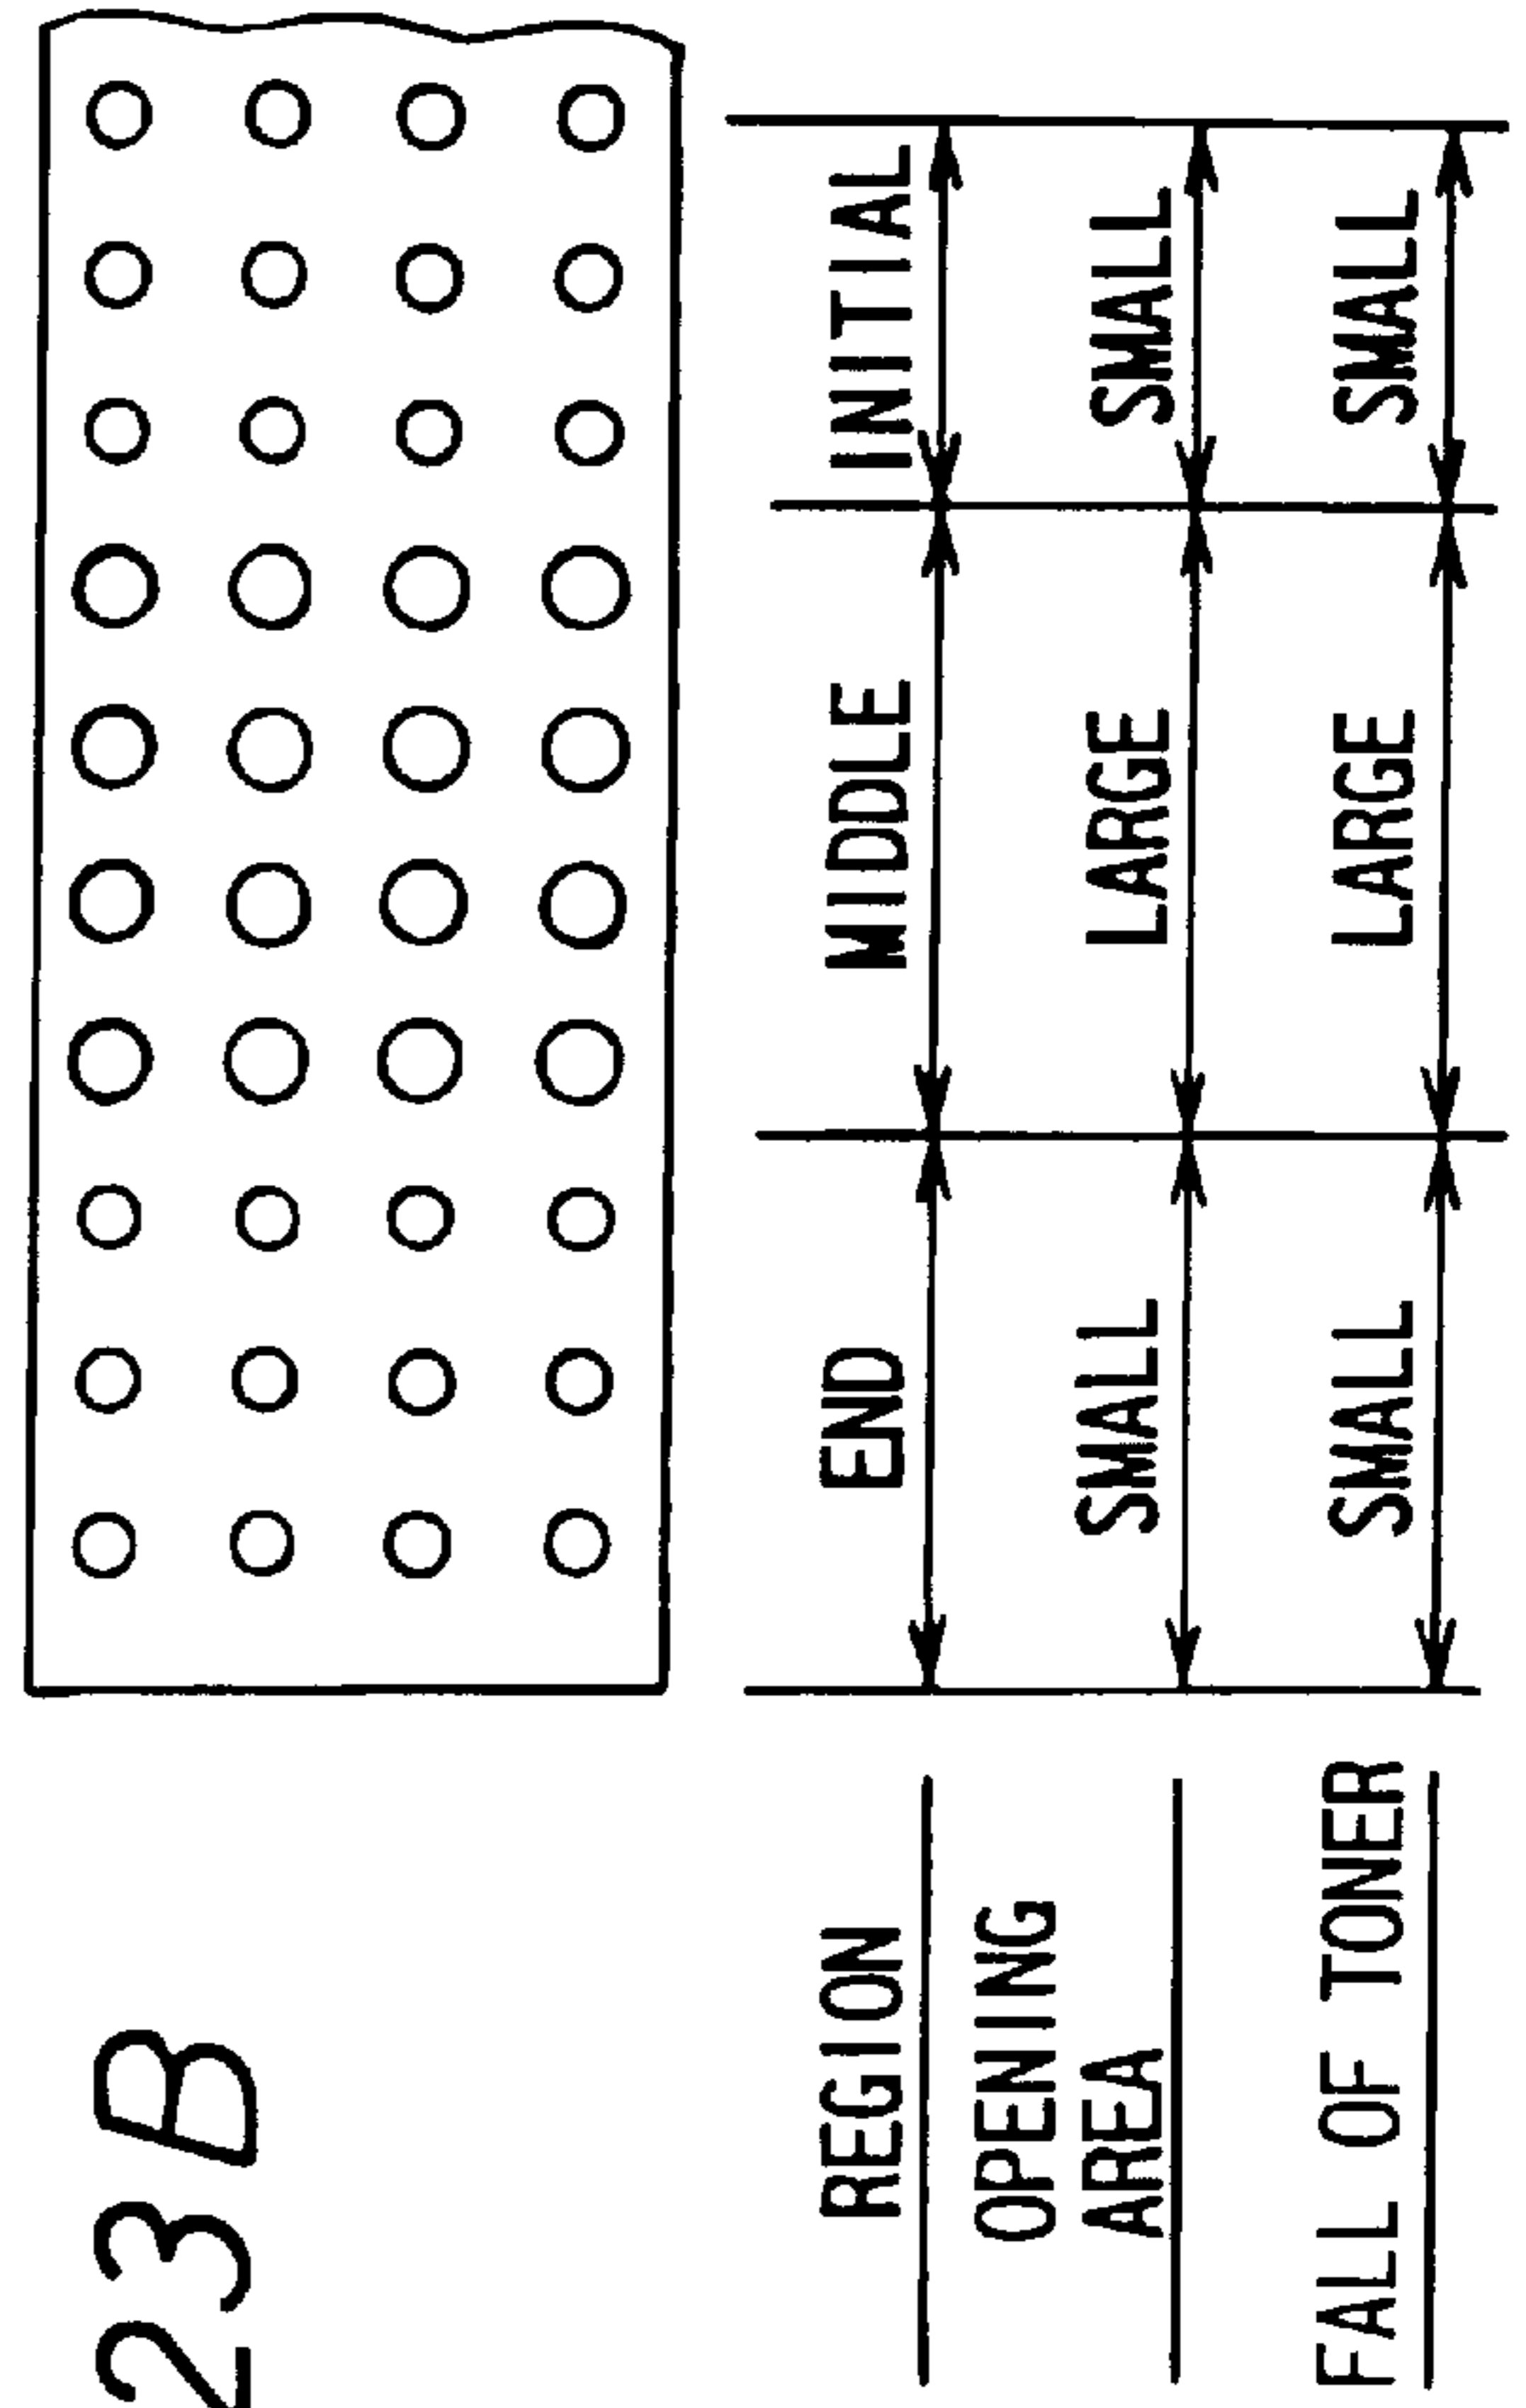 23B
REGION END MIDDLE INITIAL
OPENING
AREA SMALL LARGE SMALL
FALL OF TONER SMALL LARGE SMALL